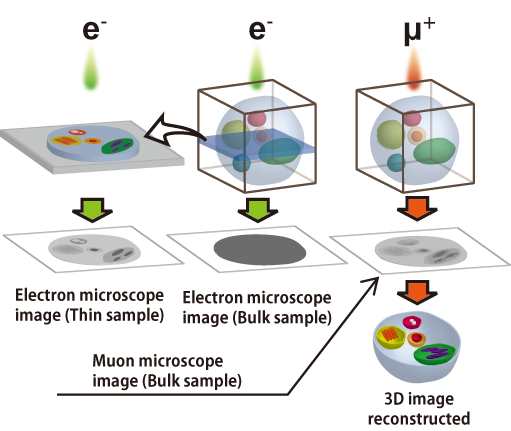 e⁻
e⁻
μ⁺
Electron microscope
image (Thin sample)
Electron microscope
image (Bulk sample)
Muon microscope
image (Bulk sample)
3D image
reconstructed